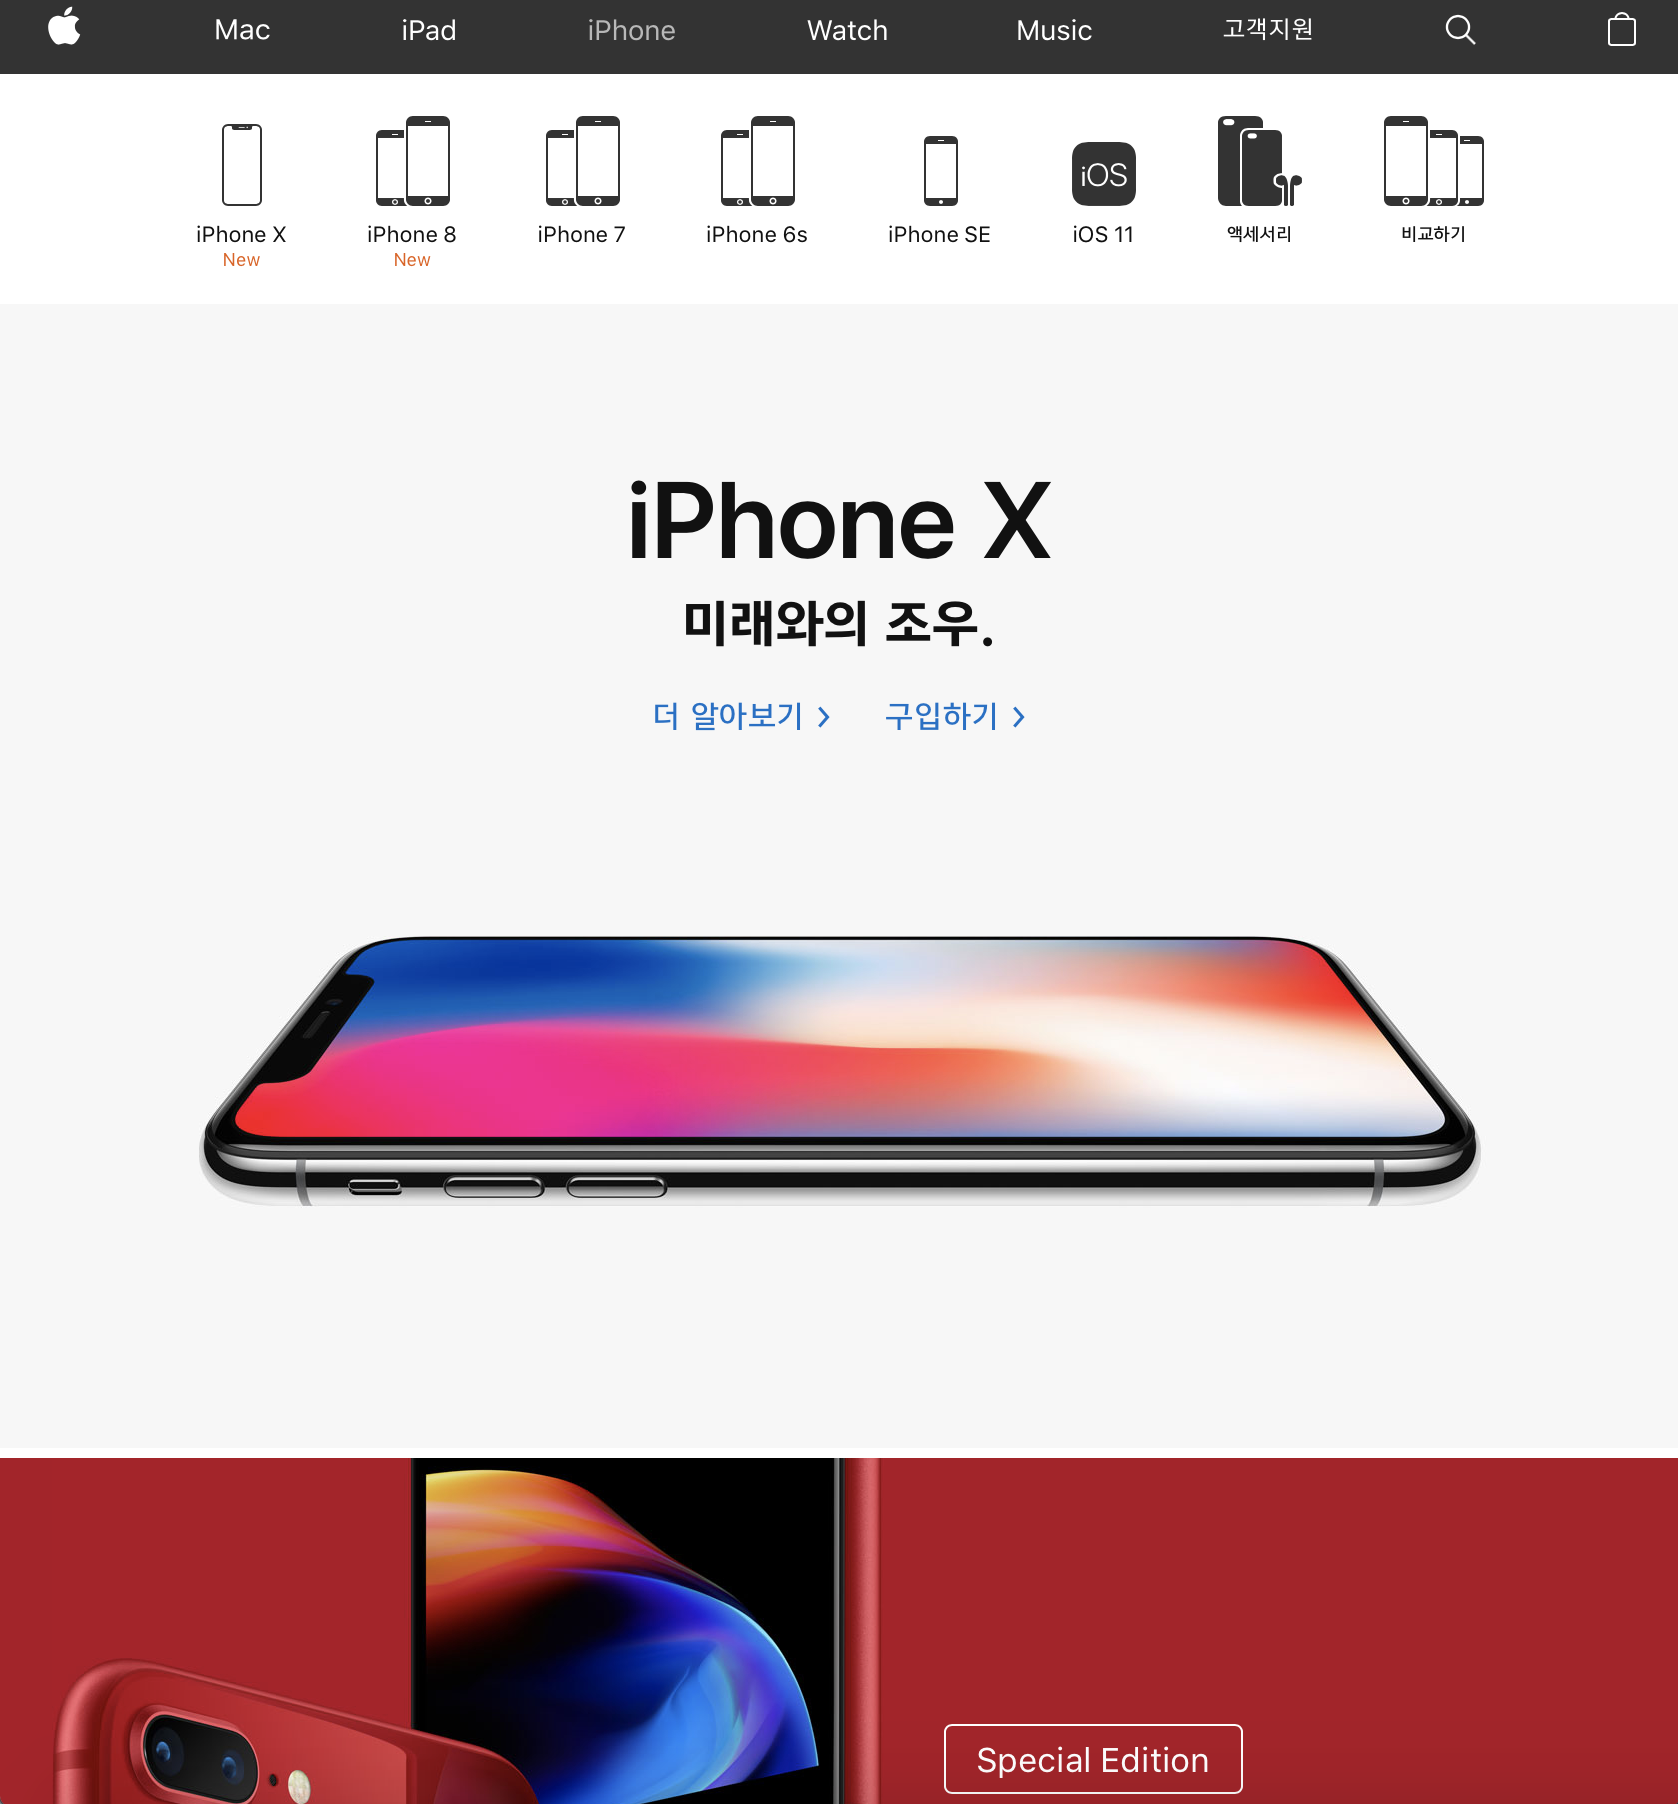 Mac iPad iPhone Watch Music 고객지원
iPhone X iPhone 8 iPhone 7 iPhone 6s iPhone SE iOS iOS 11 액세서리 비교하기
New New
iPhone X
미래와의 조우.
더 알아보기 > 구입하기 >
Special Edition